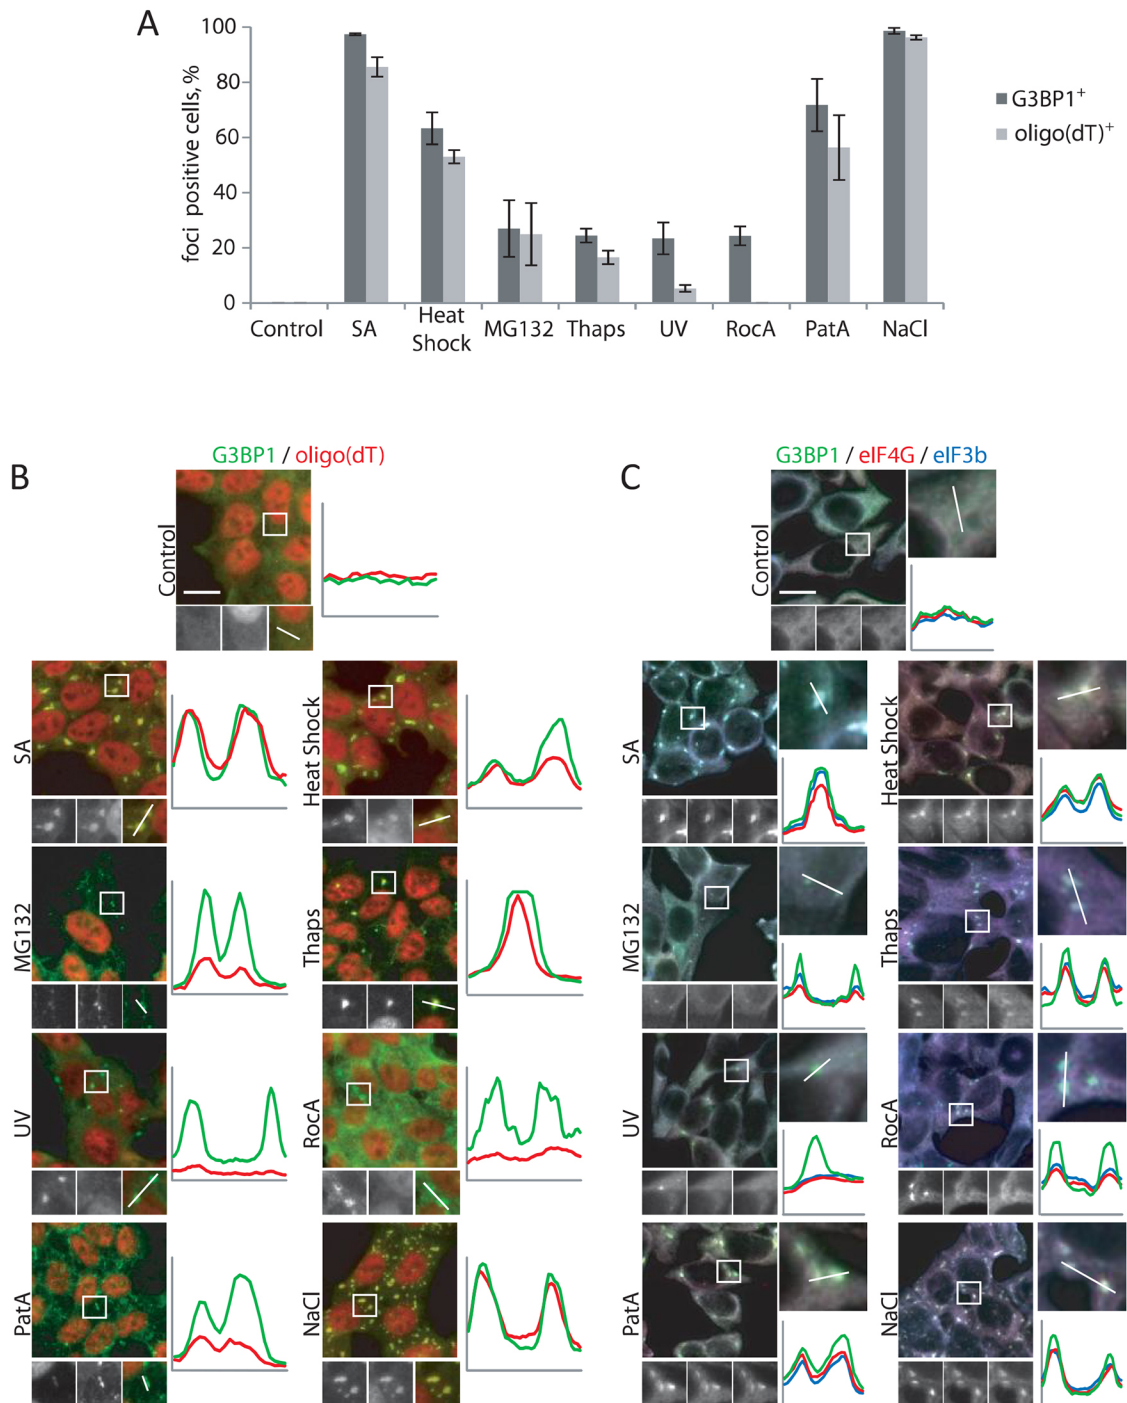 A
100
80
60
40
20
0
foci positive cells, %
G3BP1+
oligo(dT)+
Control
SA
Heat
Shock
MG132
Thaps
UV
RocA
PatA
NaCl
B
G3BP1 / oligo(dT)
Control
SA
Heat Shock
MG132
Thaps
UV
RocA
PatA
NaCl
C
G3BP1 / eIF4G / eIF3b
Control
SA
Heat Shock
MG132
Thaps
UV
RocA
PatA
NaCl